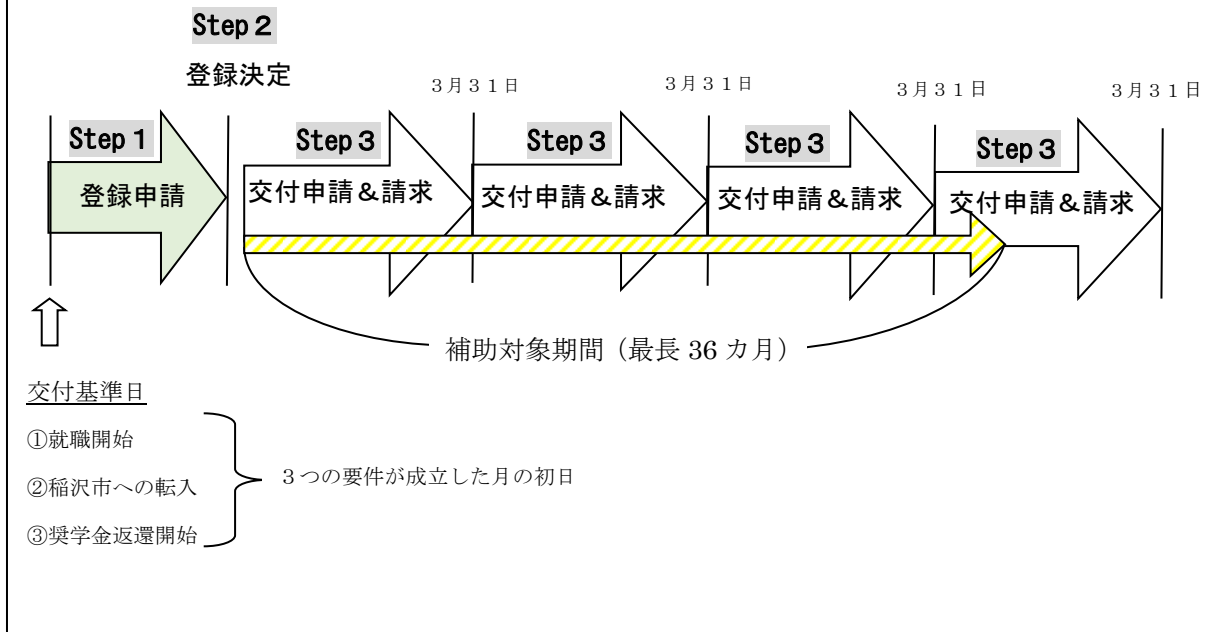 Step２
登録決定
３月３１日
３月３１日
３月３１日
３月３１日
Step１
Step３
Step３
Step３
Step３
登録申請
交付申請＆請求
交付申請＆請求
交付申請＆請求
交付申請＆請求
補助対象期間（最長 36 カ月）
交付基準日
①就職開始
②稲沢市への転入
③奨学金返還開始
３つの要件が成立した月の初日